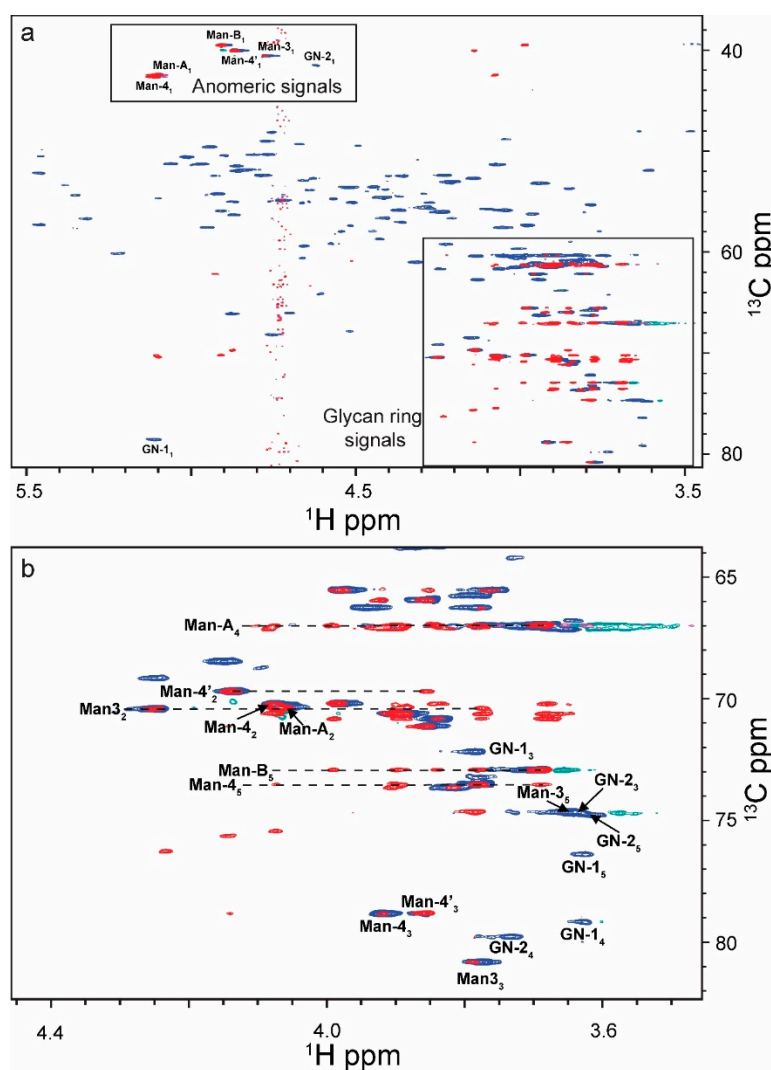 a
Man-B₁
Man-3₁
Man-A₁
Man-4'₁
GN-2₁
Man-4₁
Anomeric signals
40
60
Glycan ring
signals
GN-1₁
80
¹³C ppm
5.5
4.5
3.5
¹H ppm
b
65
Man-A₄
Man-4'₂
Man3₂
70
Man-4₂
Man-A₂
GN-1₃
Man-B₅
GN-2₃
Man-3₅
Man-4₅
75
GN-2₅
GN-1₅
Man-4'₃
Man-4₃
GN-1₄
GN-2₄
80
Man3₃
¹³C ppm
4.4
4.0
3.6
¹H ppm